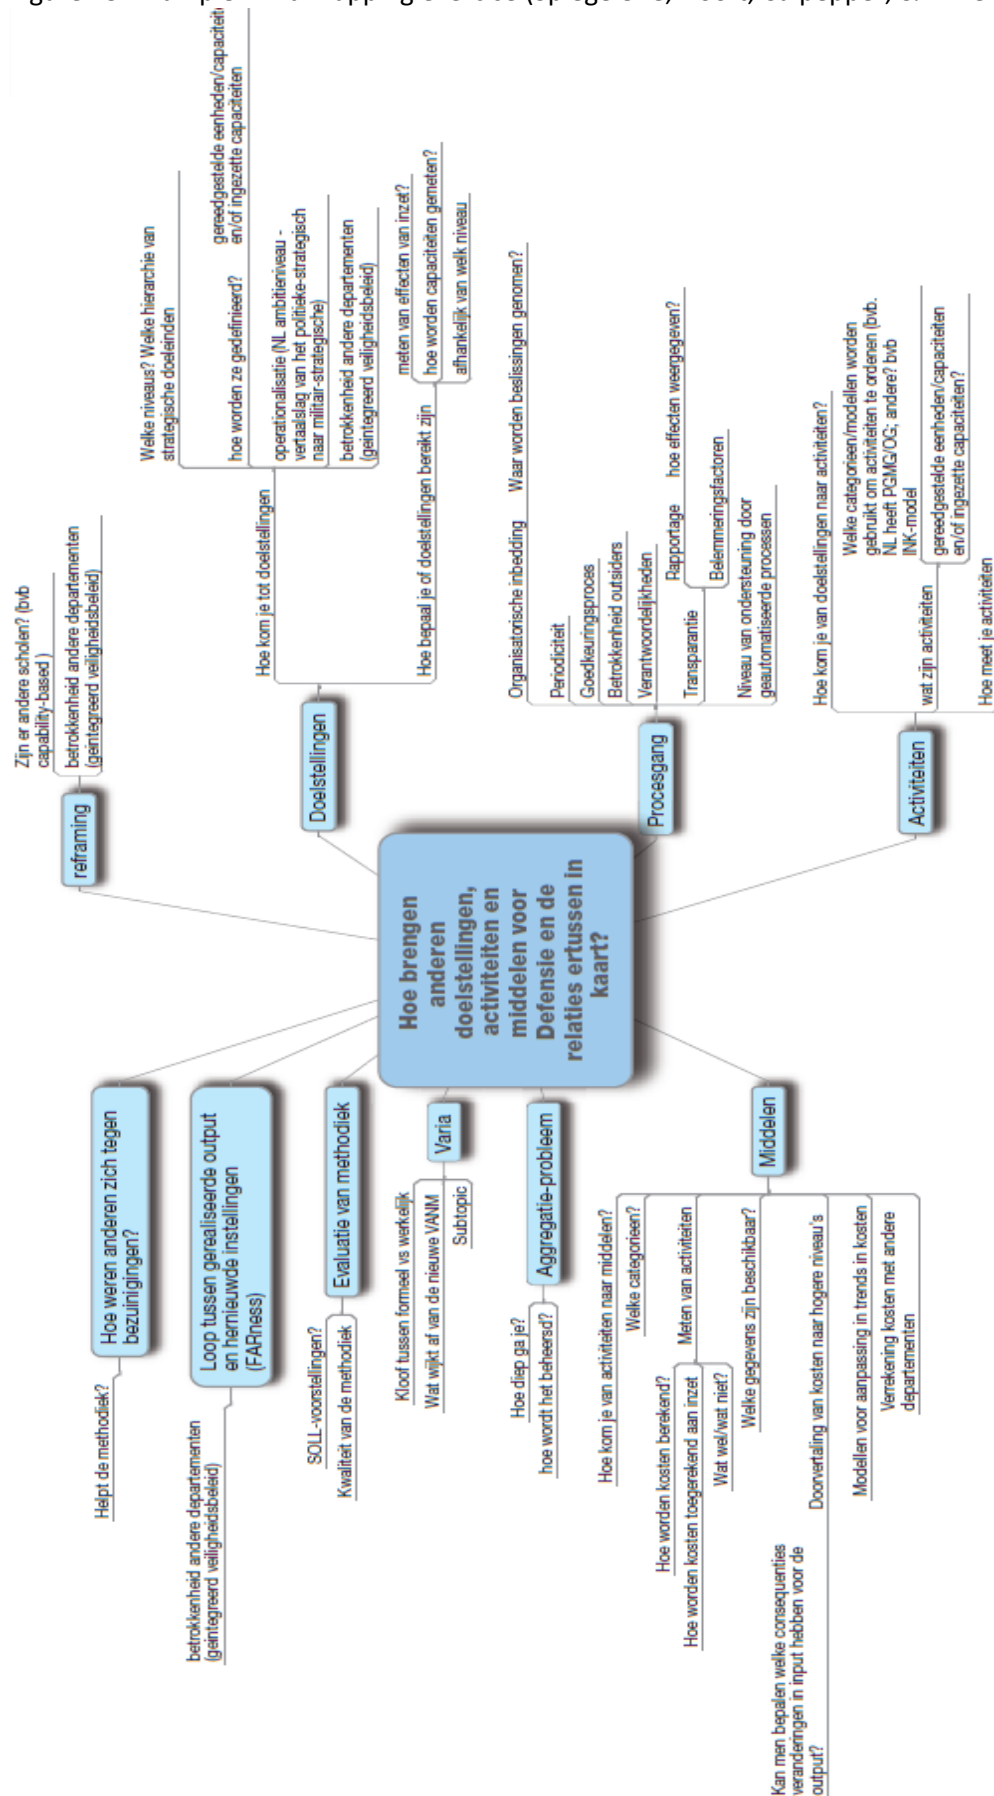 Hoe brengen
anderen
doelstellingen,
activiteiten en
middelen voor
Defensie en de
relaties ertussen in
kaart?
reframing
Zijn er andere scholen? (bvb
capability-based )
betrokkenheid andere departementen
(geintegreerd veiligheidsbeleid)
Doelstellingen
Hoe kom je tot doelstellingen
Welke niveaus? Welke hierarchie van
strategische doeleinden
hoe worden ze gedefinieerd?
gereedgestelde eenheden/capaciteit
en/of ingezette capaciteiten
operationalisatie (NL ambitieniveau -
vertaalslag van het politieke-strategisch
naar militair-strategische)
betrokkenheid andere departementen
(geintegreerd veiligheidsbeleid)
Hoe bepaal je of doelstellingen bereikt zijn
meten van effecten van inzet?
hoe worden capaciteiten gemeten?
afhankelijk van welk niveau
Procesgang
Organisatorische inbedding
Waar worden beslissingen genomen?
Periodiciteit
Goedkeuringsproces
Betrokkenheid outsiders
Verantwoordelijkheden
Transparantie
Rapportage
hoe effecten weergegeven?
Belemmeringsfactoren
Niveau van ondersteuning door
geautomatiseerde processen
Activiteiten
Hoe kom je van doelstellingen naar activiteiten?
wat zijn activiteiten
Welke categorieen/modellen worden
gebruikt om activiteiten te ordenen (bvb.
NL heeft PGMG/OG; andere? bvb
INK-model
gereedgestelde eenheden/capaciteiten
en/of ingezette capaciteiten?
Hoe meet je activiteiten
Hoe weren anderen zich tegen
bezuinigingen?
Helpt de methodiek?
Loop tussen gerealiseerde output
en hernieuwde instellingen
(FARness)
betrokkenheid andere departementen
(geintegreerd veiligheidsbeleid)
Evaluatie van methodiek
SOLL-voorstellingen?
Kwaliteit van de methodiek
Varia
Kloof tussen formeel vs werkelijk
Wat wijkt af van de nieuwe VANM
Subtopic
Aggregatie-probleem
Hoe diep ga je?
hoe wordt het beheersd?
Middelen
Hoe kom je van activiteiten naar middelen?
Welke categorieen?
Meten van activiteiten
Hoe worden kosten berekend?
Hoe worden kosten toegerekend aan inzet
Wat wel/wat niet?
Welke gegevens zijn beschikbaar?
Doorvertaling van kosten naar hogere niveau's
Kan men bepalen welke consequenties
veranderingen in input hebben voor de
output?
Modellen voor aanpassing in trends in kosten
Verrekening kosten met andere
departementen